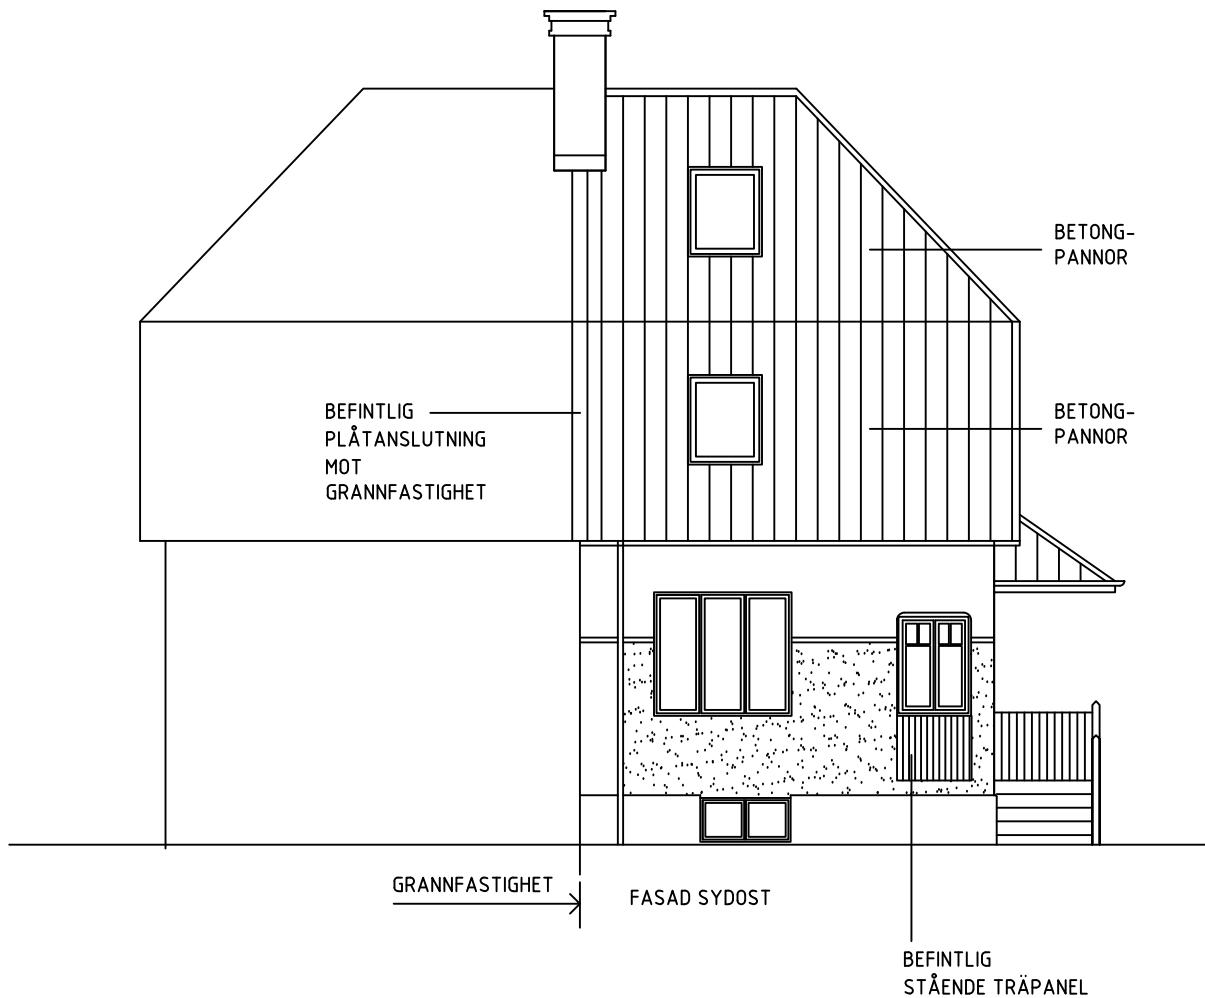 BETONG-
PANNOR
BEFINTLIG
PLÅTANSLUTNING
MOT
GRANNFASTIGHET
BETONG-
PANNOR
GRANNFASTIGHET
FASAD SYDOST
BEFINTLIG
STÅENDE TRÄPANEL